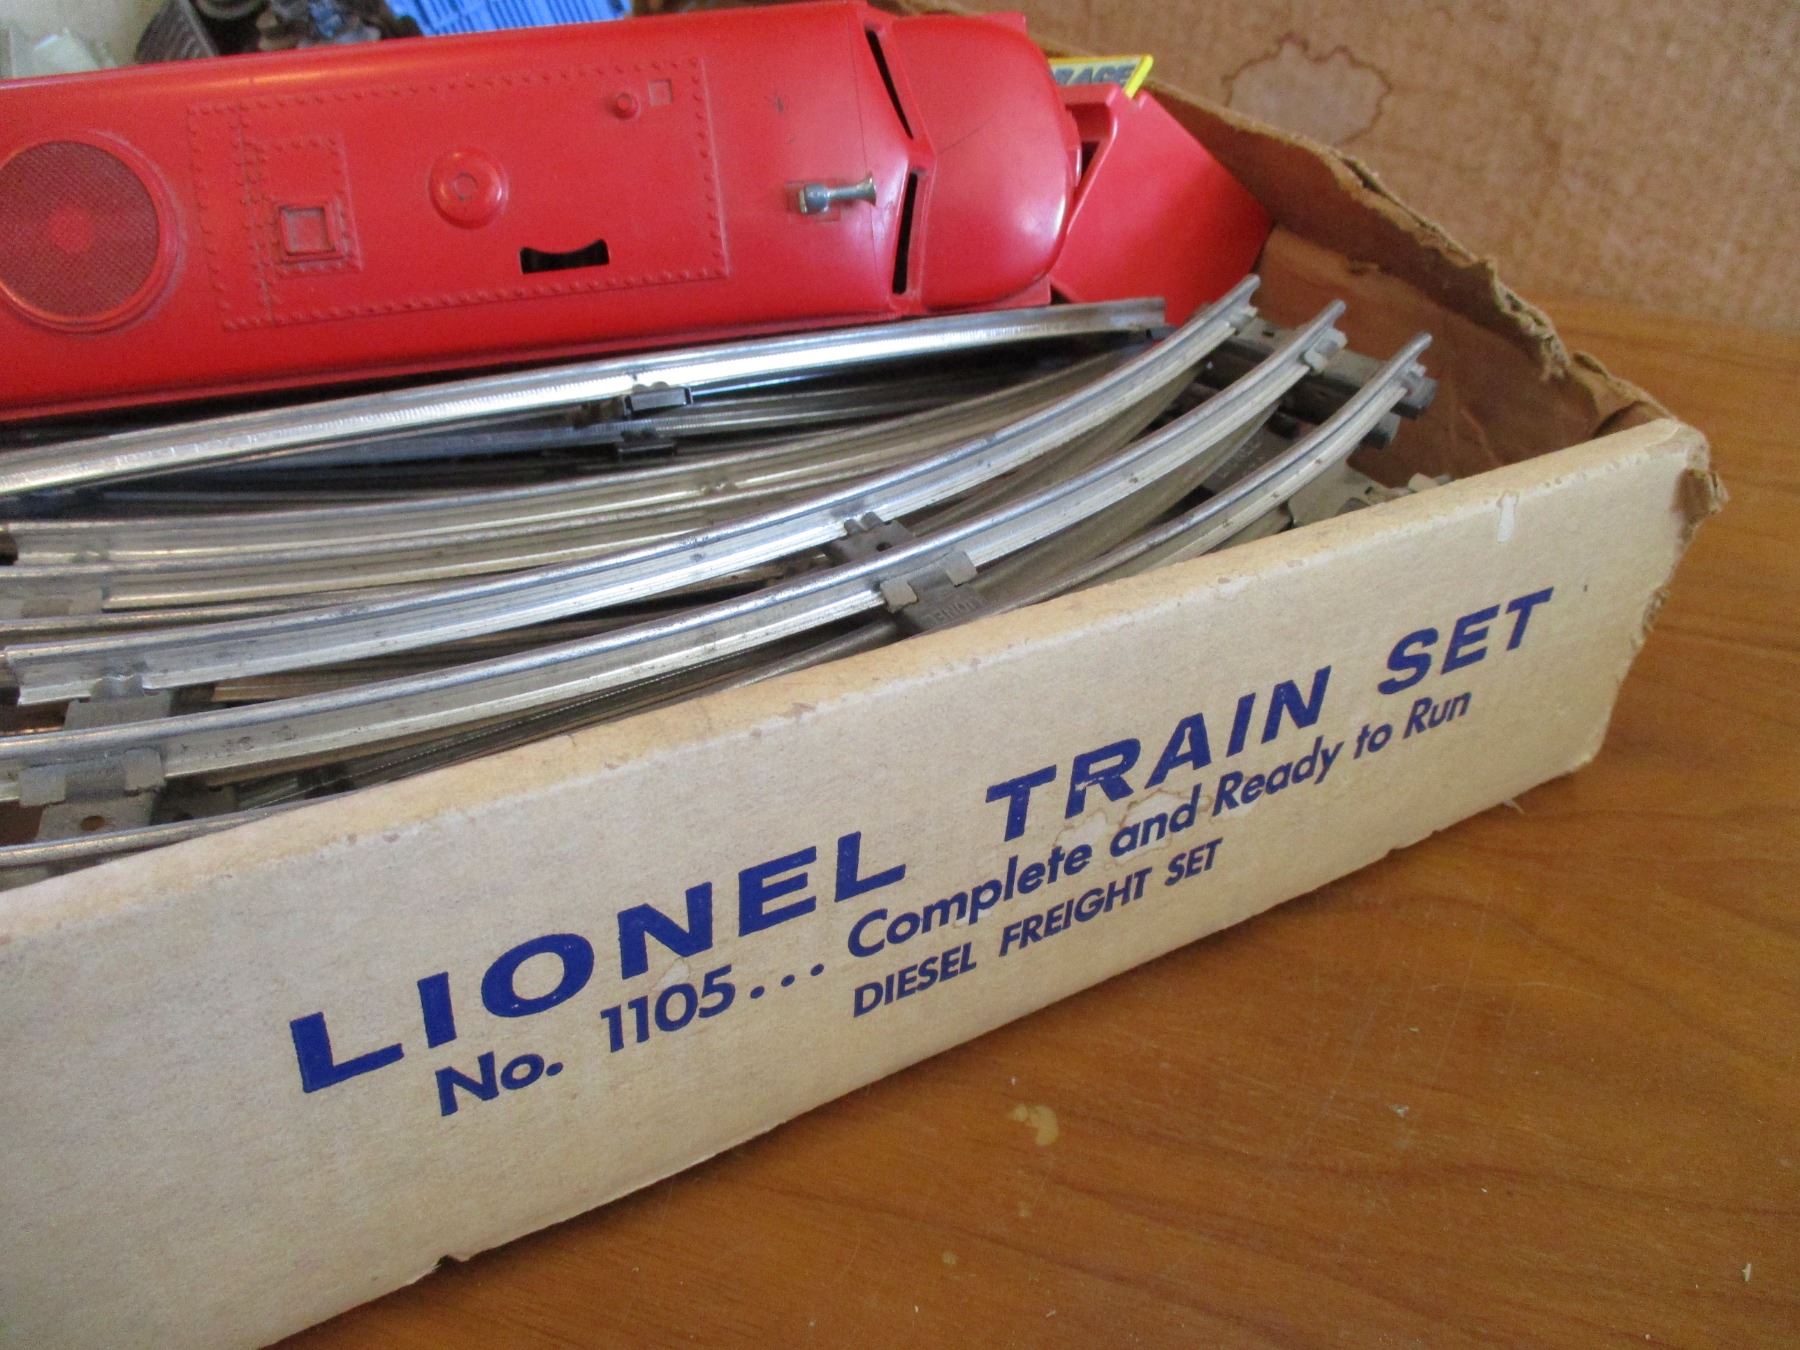 LIONEL TRAIN SET
No. 1105... Complete and Ready to Run
DIESEL FREIGHT SET